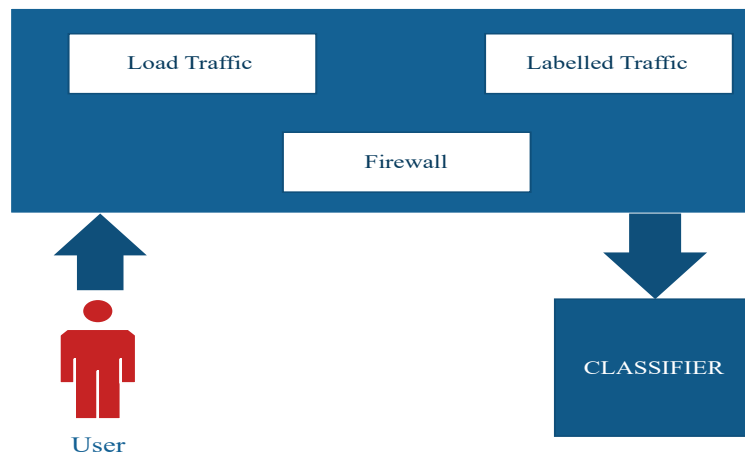 Load Traffic
Labelled Traffic
Firewall
CLASSIFIER
User